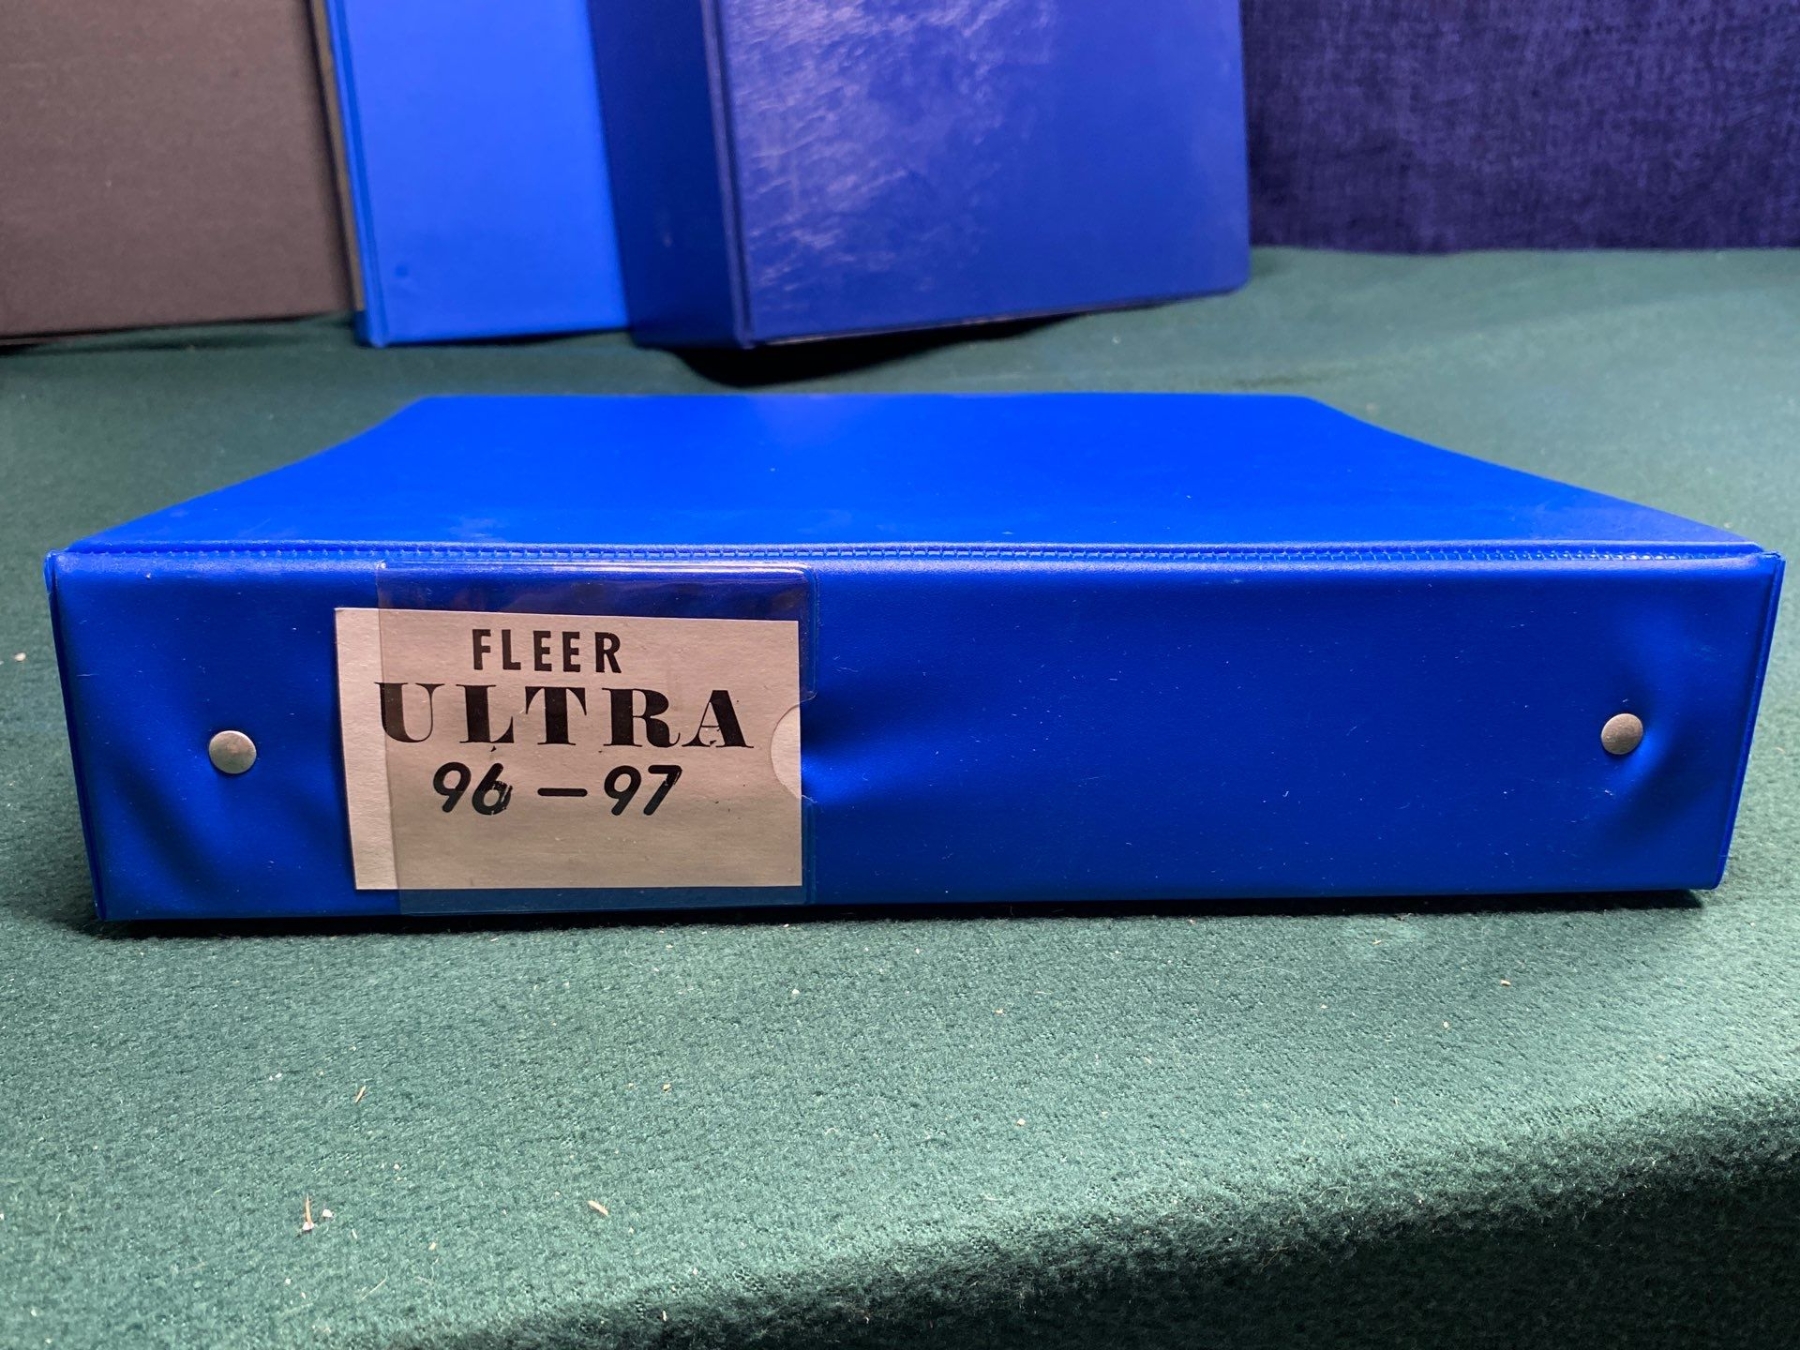 FLEER
ULTRA
96 – 97